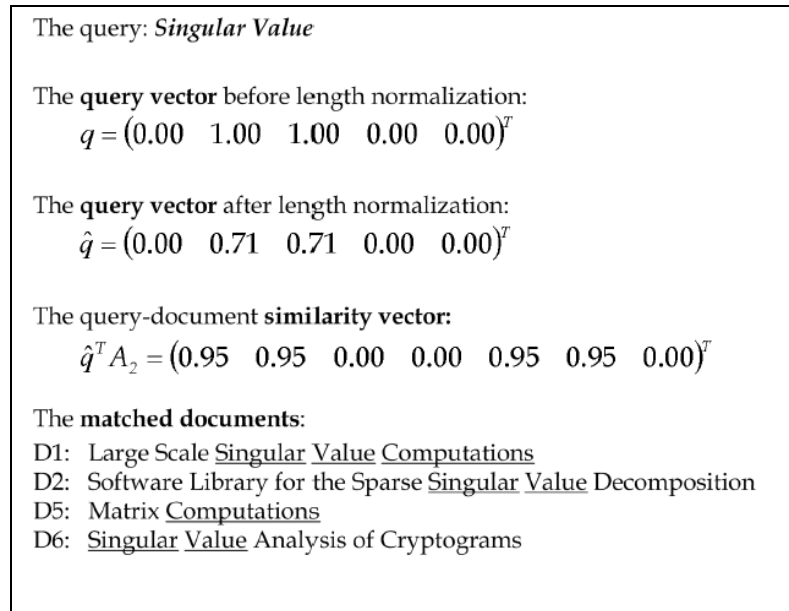 The query: Singular Value
The query vector before length normalization:
q = (0.00 1.00 1.00 0.00 0.00)^T
The query vector after length normalization:
q̂ = (0.00 0.71 0.71 0.00 0.00)^T
The query-document similarity vector:
q̂^T A_2 = (0.95 0.95 0.00 0.00 0.95 0.95 0.00)^T
The matched documents:
D1: Large Scale Singular Value Computations
D2: Software Library for the Sparse Singular Value Decomposition
D5: Matrix Computations
D6: Singular Value Analysis of Cryptograms